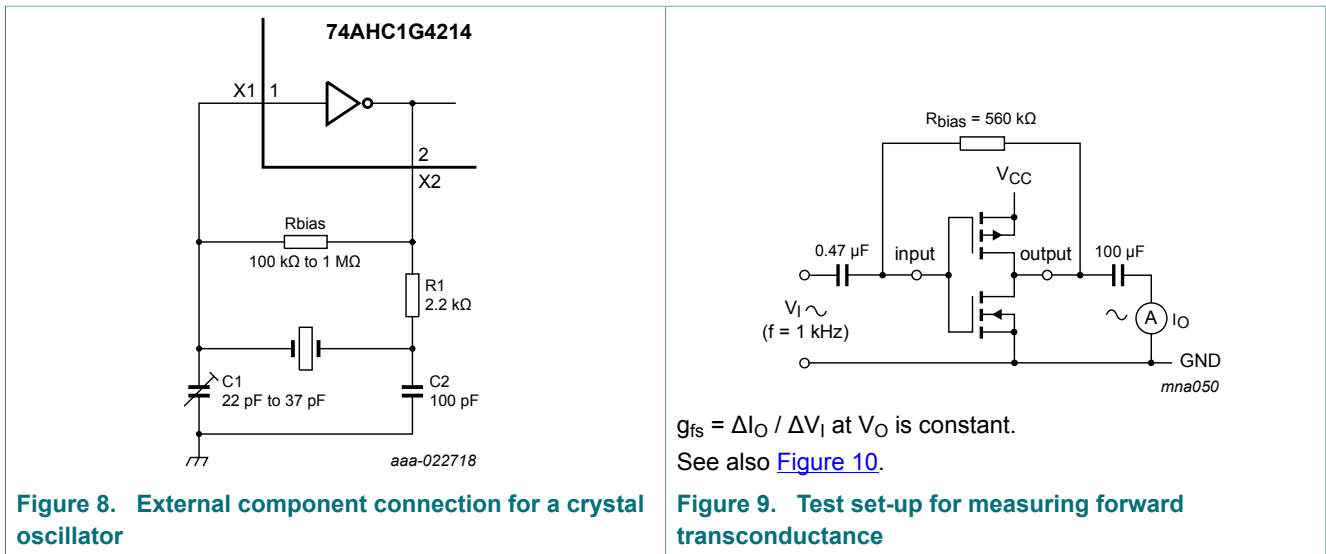 74AHC1G4214
X1
1
2
X2
Rbias
100 kΩ to 1 MΩ
R1
2.2 kΩ
C1
22 pF to 37 pF
C2
100 pF
aaa-022718
Figure 8. External component connection for a crystal
oscillator
Rbias = 560 kΩ
VCC
0.47 µF
input
output
100 µF
VI
(f = 1 kHz)
A
IO
GND
mna050
gfs = ΔIO / ΔVI at VO is constant.
See also Figure 10.
Figure 9. Test set-up for measuring forward
transconductance